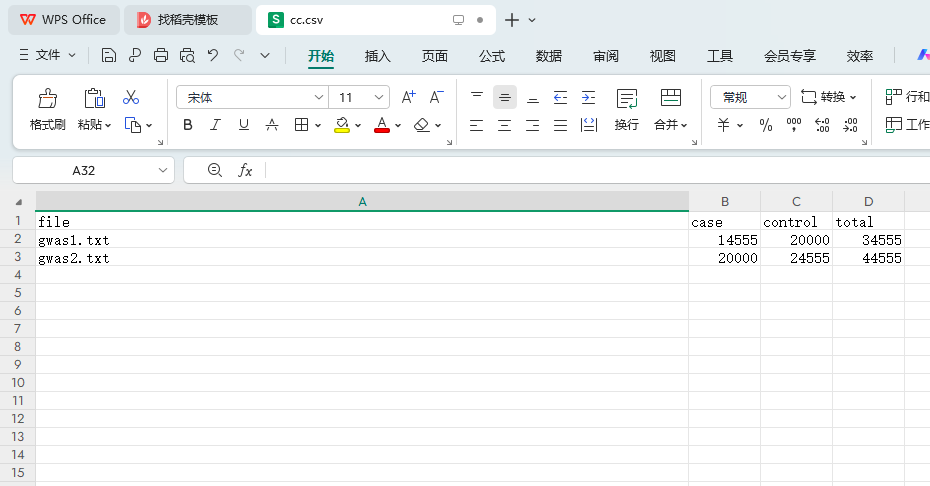 WPS Office 找稻壳模板 cc.csv
文件 开始 插入 页面 公式 数据 审阅 视图 工具 会员专享 效率
格式刷 粘贴 宋体 11 A+ A- 换行 合并 常规 转换 行和
B I U A A ¥ % 工作
A32 fx
A B C D
1 file case control total
2 gwas1.txt 14555 20000 34555
3 gwas2.txt 20000 24555 44555
4
5
6
7
8
9
10
11
12
13
14
15